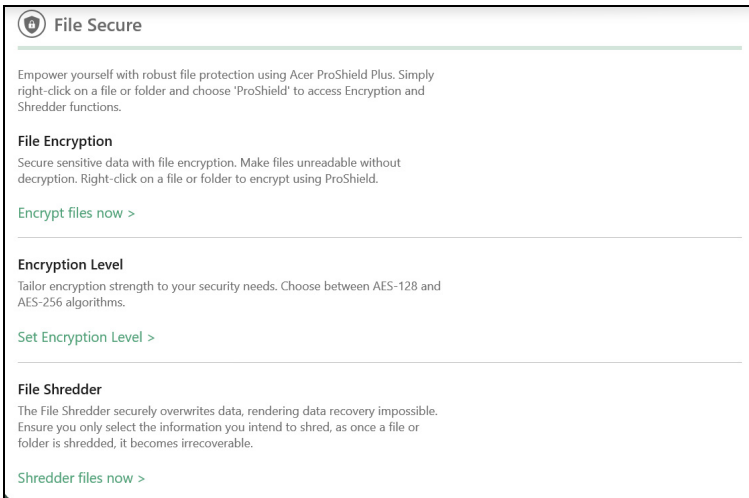 File Secure
Empower yourself with robust file protection using Acer ProShield Plus. Simply
right-click on a file or folder and choose 'ProShield' to access Encryption and
Shredder functions.
File Encryption
Secure sensitive data with file encryption. Make files unreadable without
decryption. Right-click on a file or folder to encrypt using ProShield.
Encrypt files now >
Encryption Level
Tailor encryption strength to your security needs. Choose between AES-128 and
AES-256 algorithms.
Set Encryption Level >
File Shredder
The File Shredder securely overwrites data, rendering data recovery impossible.
Ensure you only select the information you intend to shred, as once a file or
folder is shredded, it becomes irrecoverable.
Shredder files now >